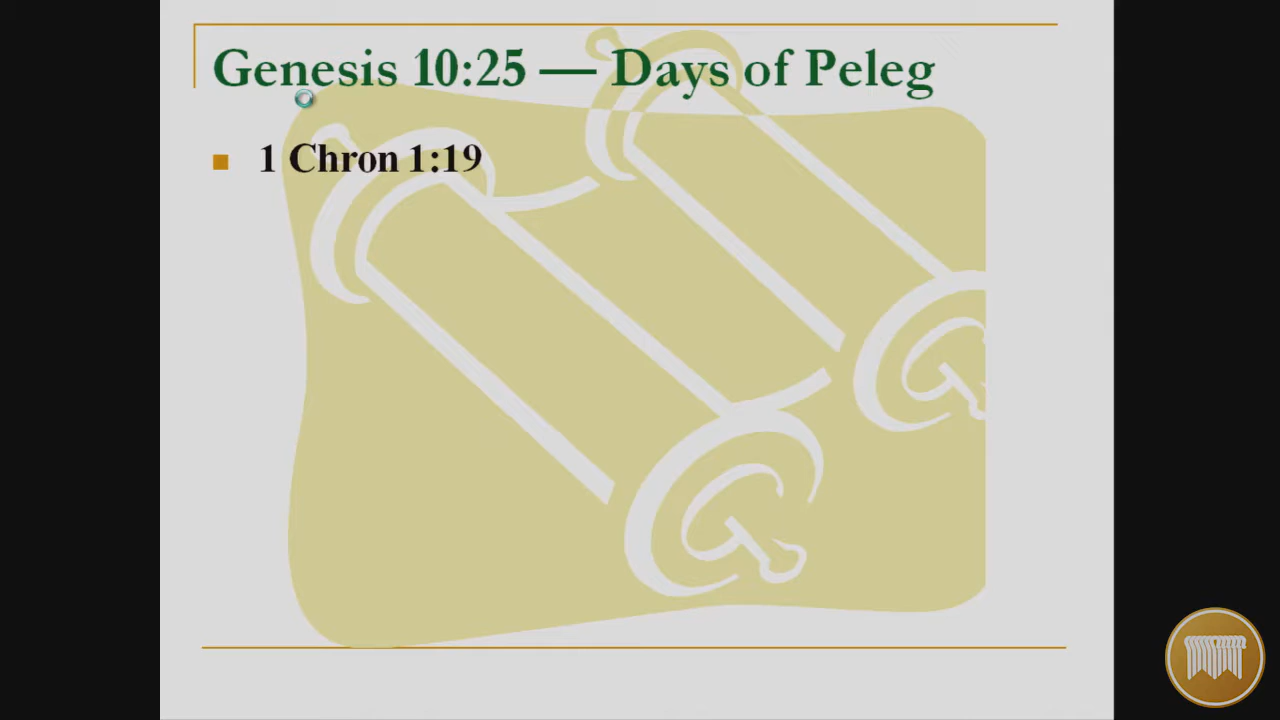 Genesis 10:25 — Days of Peleg
1 Chron 1:19